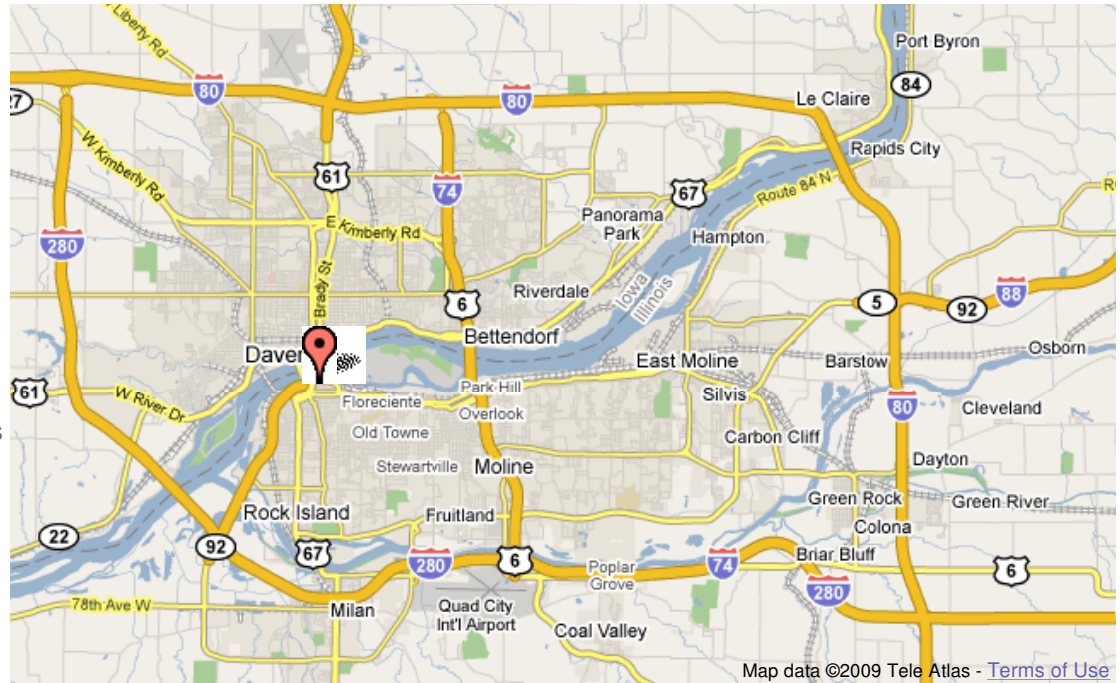 Port Byron
N Liberty Rd
80
84
80
Le Claire
Rapids City
W Kimberly Rd
61
74
67
Route 84 N
Panorama
Park
E Kimberly Rd
Hampton
280
Brady St
Iowa
Illinois
Riverdale
88
6
5
92
Bettendorf
Daven
Osborn
East Moline
Barstow
61
W River Dr
Park Hill
Floreciente
Silvis
80
Cleveland
Overlook
Old Towne
Carbon Cliff
Stewartville
Moline
Dayton
Green Rock
Green River
Rock Island
Fruitland
Colona
22
92
67
280
6
74
Briar Bluff
Poplar
Grove
6
280
78th Ave W
Milan
Quad City
Int'l Airport
Coal Valley
Map data ©2009 Tele Atlas - Terms of Use